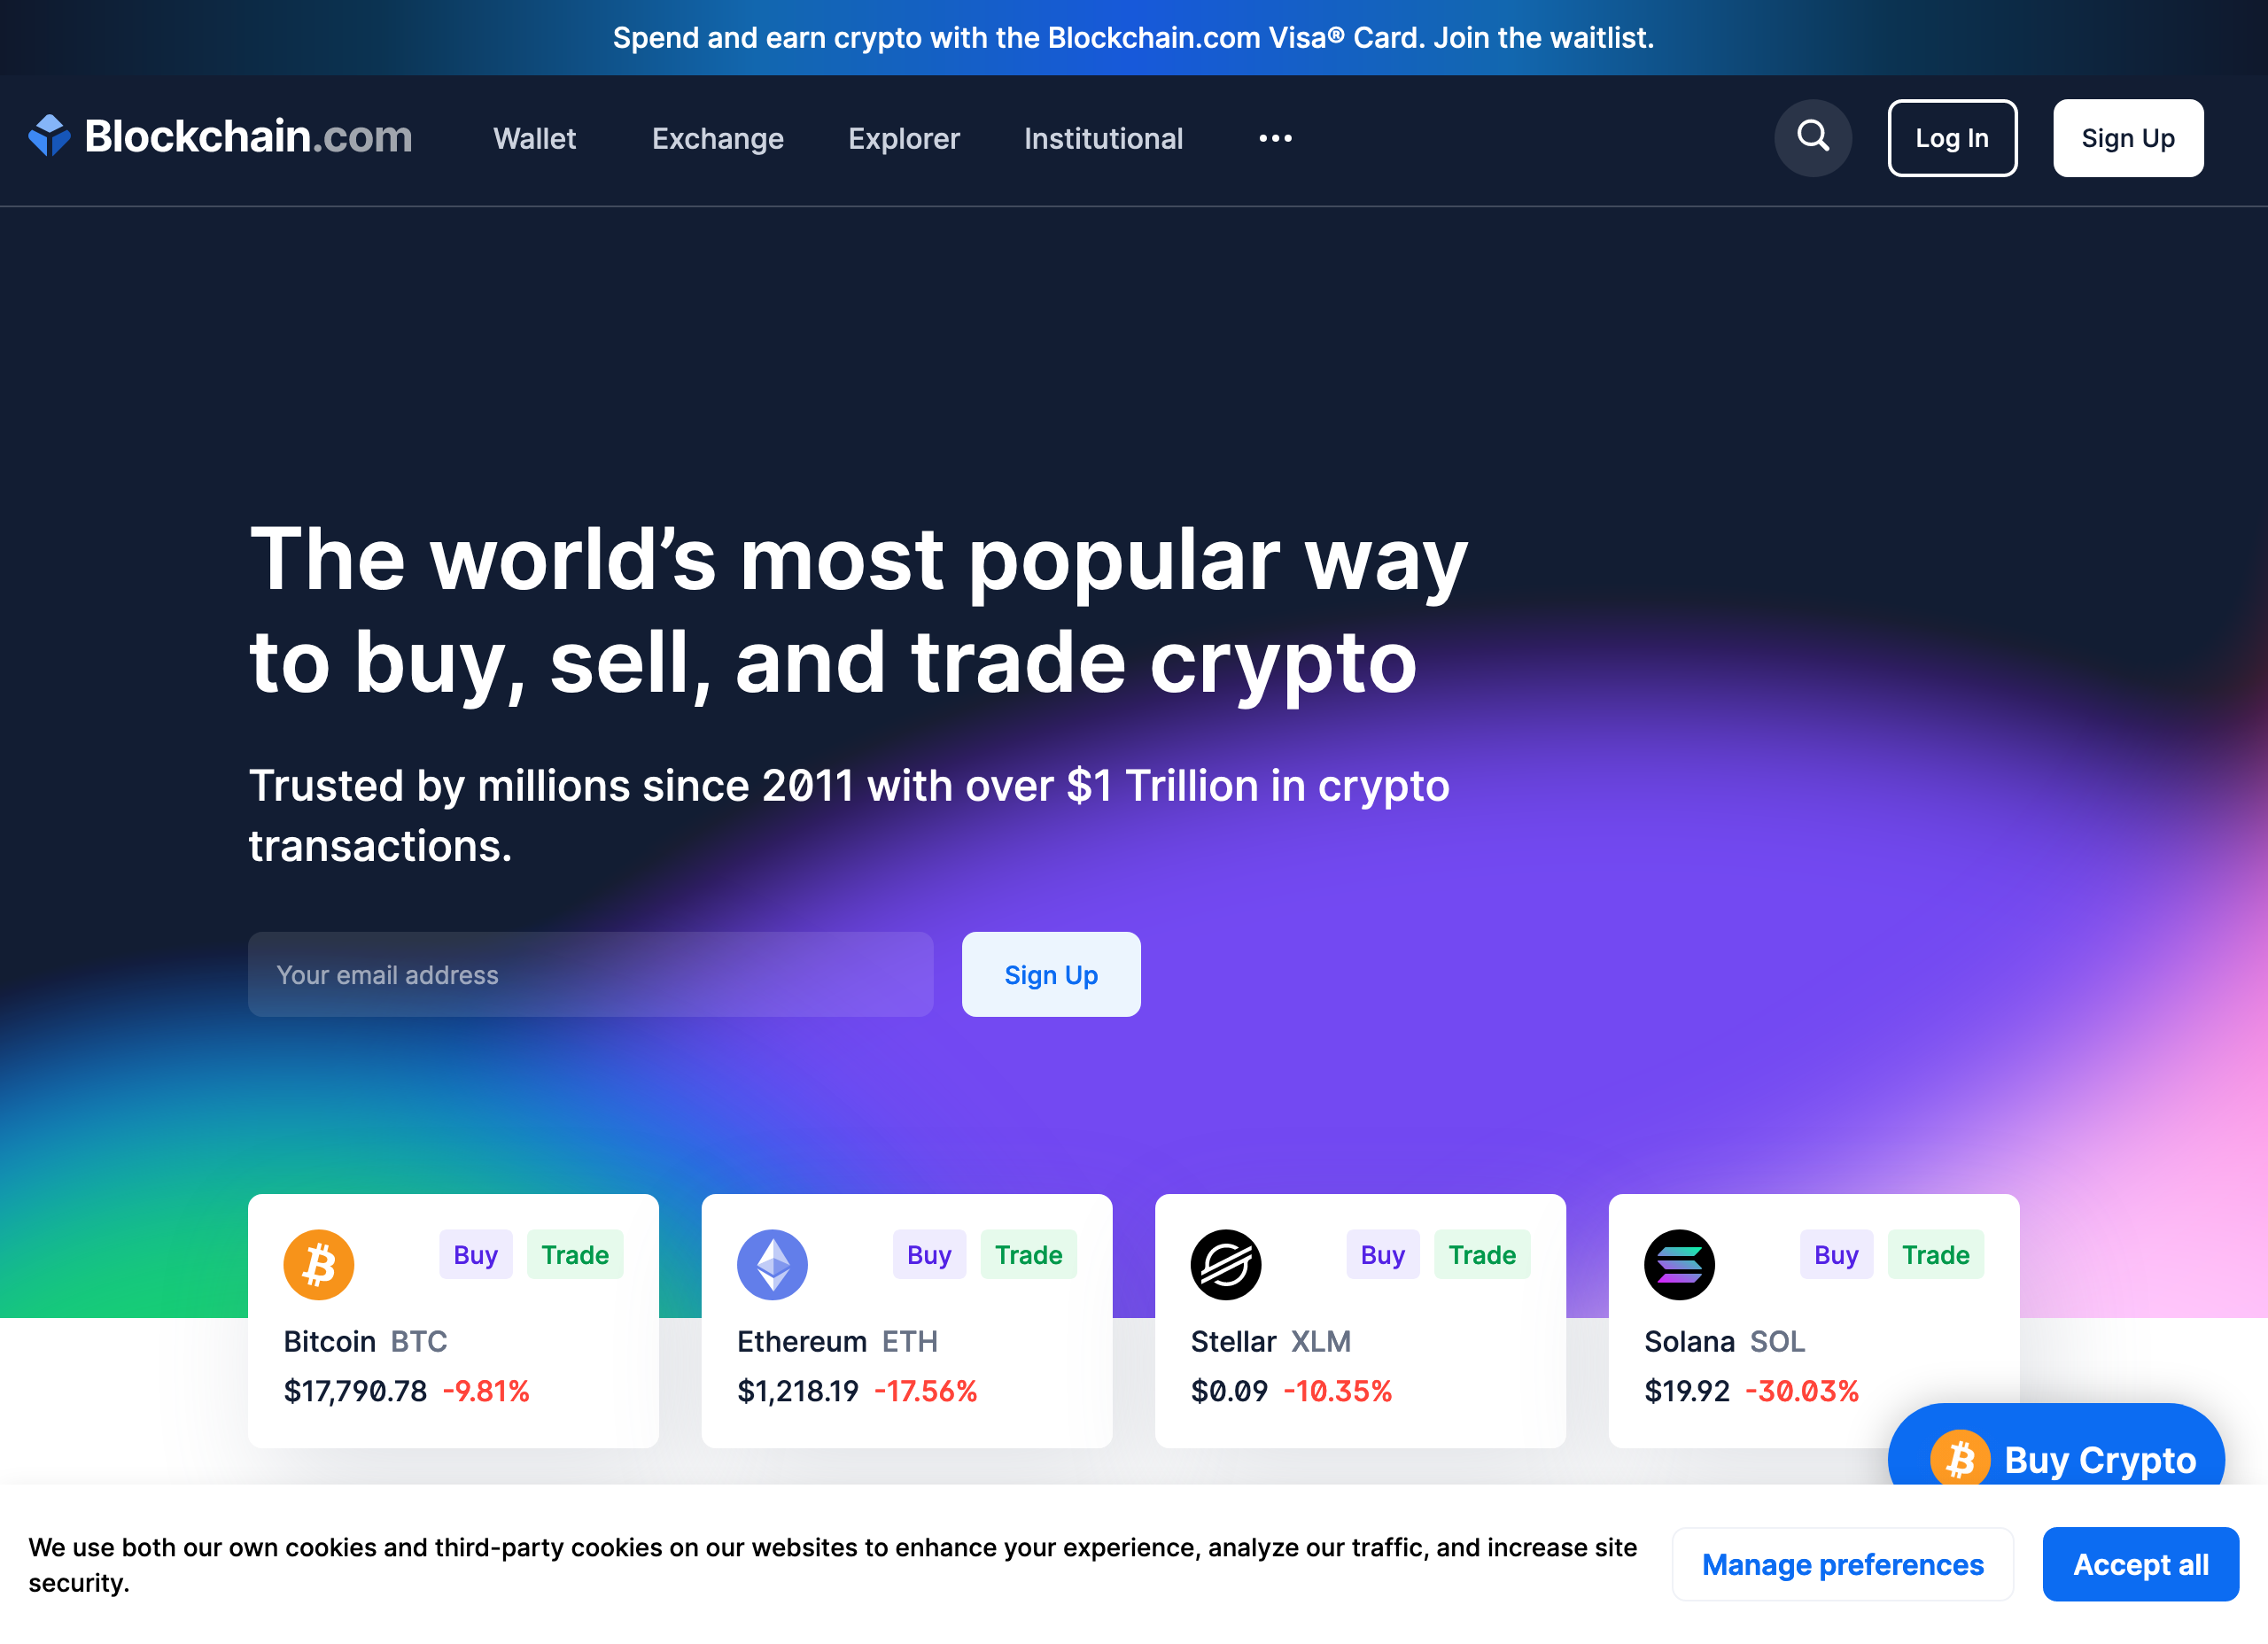 Spend and earn crypto with the Blockchain.com Visa® Card. Join the waitlist.
Blockchain.com
Wallet
Exchange
Explorer
Institutional
Log In
Sign Up
The world’s most popular way
to buy, sell, and trade crypto
Trusted by millions since 2011 with over $1 Trillion in crypto
transactions.
Your email address
Sign Up
Buy
Trade
Bitcoin BTC
$17,790.78 -9.81%
Buy
Trade
Ethereum ETH
$1,218.19 -17.56%
Buy
Trade
Stellar XLM
$0.09 -10.35%
Buy
Trade
Solana SOL
$19.92 -30.03%
Buy Crypto
We use both our own cookies and third-party cookies on our websites to enhance your experience, analyze our traffic, and increase site
security.
Manage preferences
Accept all